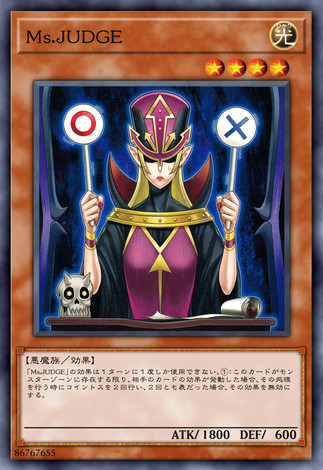 Ms.JUDGE
光
【悪魔族／効果】
「Ms.JUDGE」の効果は１ターンに１度しか使用できない。①：このカードがモ
ンスターゾーンに存在する限り、相手のカードの効果が発動した場合、その処理
を行う時にコイントスを２回行い、２回とも表だった場合、その効果を無効に
する。
ATK/ 1800 DEF/ 600
86767655